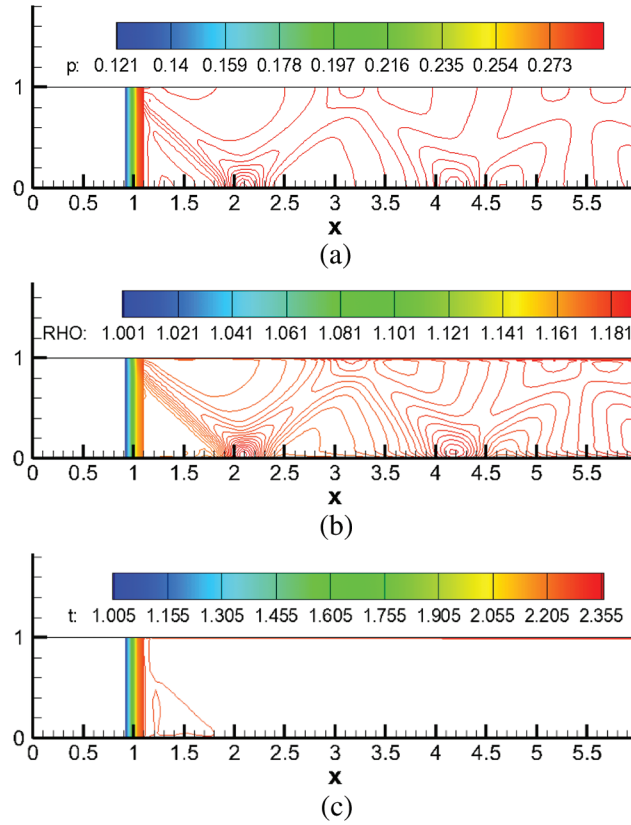 p: 0.121 0.14 0.159 0.178 0.197 0.216 0.235 0.254 0.273
1
0
0 0.5 1 1.5 2 2.5 3 3.5 4 4.5 5 5.5
x
(a)
RHO: 1.001 1.021 1.041 1.061 1.081 1.101 1.121 1.141 1.161 1.181
1
0
0 0.5 1 1.5 2 2.5 3 3.5 4 4.5 5 5.5
x
(b)
t: 1.005 1.155 1.305 1.455 1.605 1.755 1.905 2.055 2.205 2.355
1
0
0 0.5 1 1.5 2 2.5 3 3.5 4 4.5 5 5.5
x
(c)